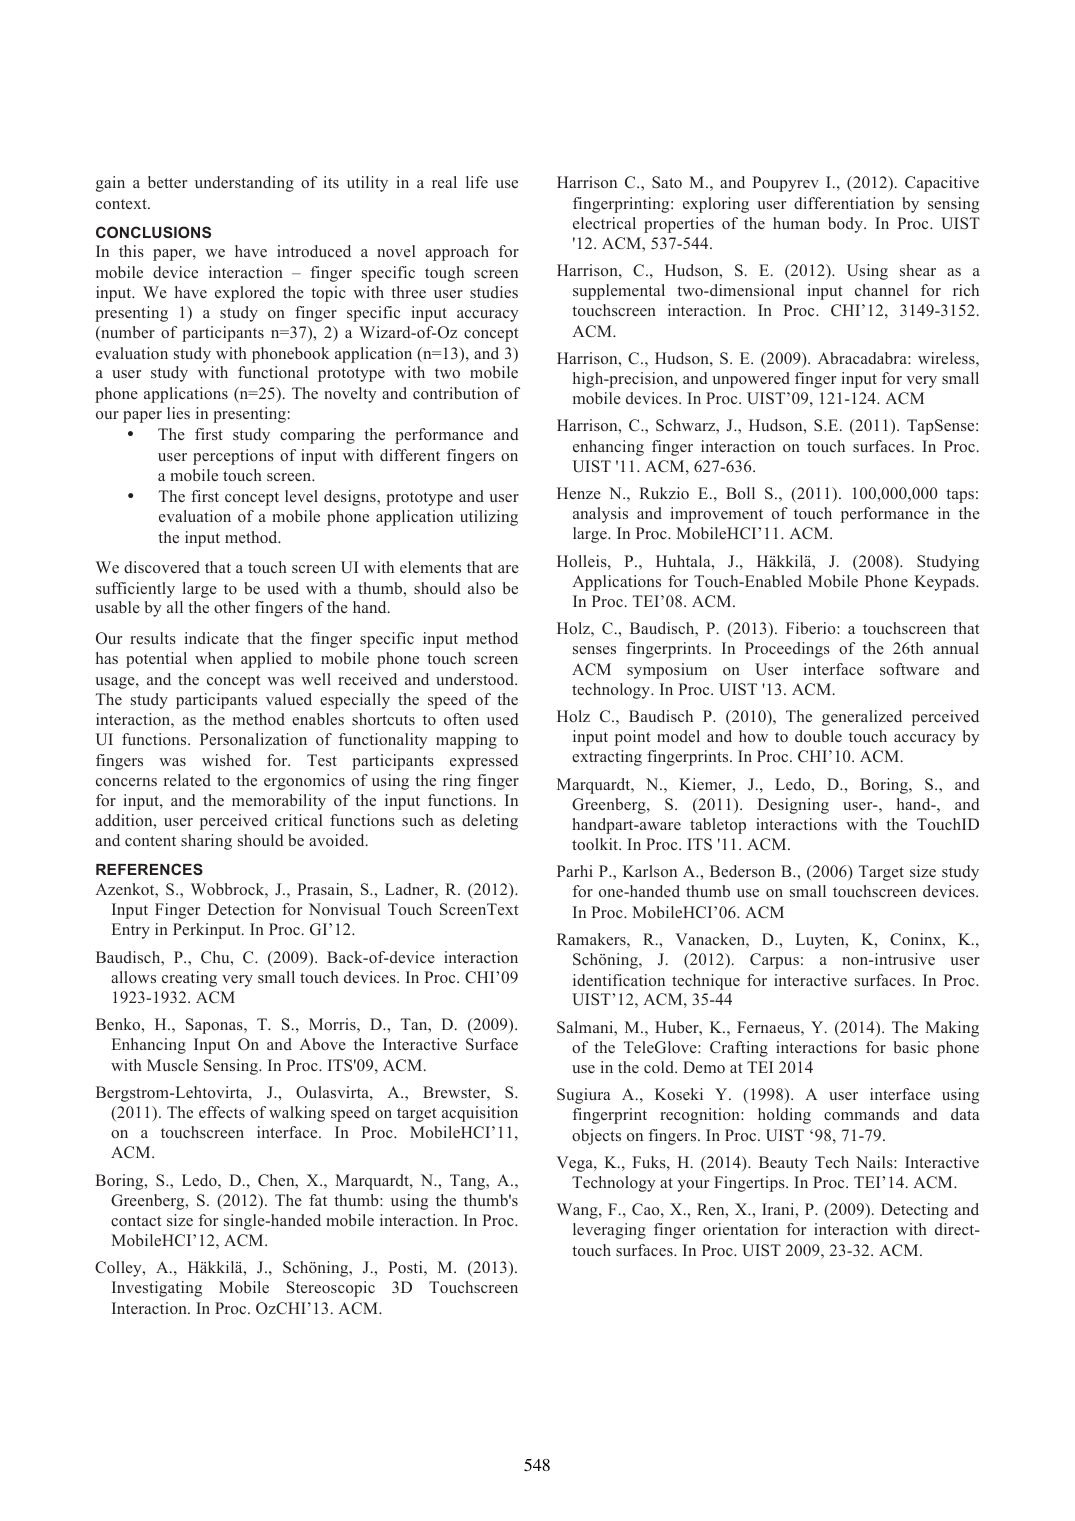 gain a better understanding of its utility in a real life use
context.
CONCLUSIONS
In this paper, we have introduced a novel approach for
mobile device interaction – finger specific tough screen
input. We have explored the topic with three user studies
presenting 1) a study on finger specific input accuracy
(number of participants n=37), 2) a Wizard-of-Oz concept
evaluation study with phonebook application (n=13), and 3)
a user study with functional prototype with two mobile
phone applications (n=25). The novelty and contribution of
our paper lies in presenting:
• The first study comparing the performance and
user perceptions of input with different fingers on
a mobile touch screen.
• The first concept level designs, prototype and user
evaluation of a mobile phone application utilizing
the input method.
We discovered that a touch screen UI with elements that are
sufficiently large to be used with a thumb, should also be
usable by all the other fingers of the hand.
Our results indicate that the finger specific input method
has potential when applied to mobile phone touch screen
usage, and the concept was well received and understood.
The study participants valued especially the speed of the
interaction, as the method enables shortcuts to often used
UI functions. Personalization of functionality mapping to
fingers was wished for. Test participants expressed
concerns related to the ergonomics of using the ring finger
for input, and the memorability of the input functions. In
addition, user perceived critical functions such as deleting
and content sharing should be avoided.
REFERENCES
Azenkot, S., Wobbrock, J., Prasain, S., Ladner, R. (2012).
Input Finger Detection for Nonvisual Touch ScreenText
Entry in Perkinput. In Proc. GI’12.
Baudisch, P., Chu, C. (2009). Back-of-device interaction
allows creating very small touch devices. In Proc. CHI’09
1923-1932. ACM
Benko, H., Saponas, T. S., Morris, D., Tan, D. (2009).
Enhancing Input On and Above the Interactive Surface
with Muscle Sensing. In Proc. ITS'09, ACM.
Bergstrom-Lehtovirta, J., Oulasvirta, A., Brewster, S.
(2011). The effects of walking speed on target acquisition
on a touchscreen interface. In Proc. MobileHCI’11,
ACM.
Boring, S., Ledo, D., Chen, X., Marquardt, N., Tang, A.,
Greenberg, S. (2012). The fat thumb: using the thumb's
contact size for single-handed mobile interaction. In Proc.
MobileHCI’12, ACM.
Colley, A., Häkkilä, J., Schöning, J., Posti, M. (2013).
Investigating Mobile Stereoscopic 3D Touchscreen
Interaction. In Proc. OzCHI’13. ACM.
Harrison C., Sato M., and Poupyrev I., (2012). Capacitive
fingerprinting: exploring user differentiation by sensing
electrical properties of the human body. In Proc. UIST
'12. ACM, 537-544.
Harrison, C., Hudson, S. E. (2012). Using shear as a
supplemental two-dimensional input channel for rich
touchscreen interaction. In Proc. CHI’12, 3149-3152.
ACM.
Harrison, C., Hudson, S. E. (2009). Abracadabra: wireless,
high-precision, and unpowered finger input for very small
mobile devices. In Proc. UIST’09, 121-124. ACM
Harrison, C., Schwarz, J., Hudson, S.E. (2011). TapSense:
enhancing finger interaction on touch surfaces. In Proc.
UIST '11. ACM, 627-636.
Henze N., Rukzio E., Boll S., (2011). 100,000,000 taps:
analysis and improvement of touch performance in the
large. In Proc. MobileHCI’11. ACM.
Holleis, P., Huhtala, J., Häkkilä, J. (2008). Studying
Applications for Touch-Enabled Mobile Phone Keypads.
In Proc. TEI’08. ACM.
Holz, C., Baudisch, P. (2013). Fiberio: a touchscreen that
senses fingerprints. In Proceedings of the 26th annual
ACM symposium on User interface software and
technology. In Proc. UIST '13. ACM.
Holz C., Baudisch P. (2010), The generalized perceived
input point model and how to double touch accuracy by
extracting fingerprints. In Proc. CHI’10. ACM.
Marquardt, N., Kiemer, J., Ledo, D., Boring, S., and
Greenberg, S. (2011). Designing user-, hand-, and
handpart-aware tabletop interactions with the TouchID
toolkit. In Proc. ITS '11. ACM.
Parhi P., Karlson A., Bederson B., (2006) Target size study
for one-handed thumb use on small touchscreen devices.
In Proc. MobileHCI’06. ACM
Ramakers, R., Vanacken, D., Luyten, K, Coninx, K.,
Schöning, J. (2012). Carpus: a non-intrusive user
identification technique for interactive surfaces. In Proc.
UIST’12, ACM, 35-44
Salmani, M., Huber, K., Fernaeus, Y. (2014). The Making
of the TeleGlove: Crafting interactions for basic phone
use in the cold. Demo at TEI 2014
Sugiura A., Koseki Y. (1998). A user interface using
fingerprint recognition: holding commands and data
objects on fingers. In Proc. UIST ‘98, 71-79.
Vega, K., Fuks, H. (2014). Beauty Tech Nails: Interactive
Technology at your Fingertips. In Proc. TEI’14. ACM.
Wang, F., Cao, X., Ren, X., Irani, P. (2009). Detecting and
leveraging finger orientation for interaction with direct-
touch surfaces. In Proc. UIST 2009, 23-32. ACM.
548